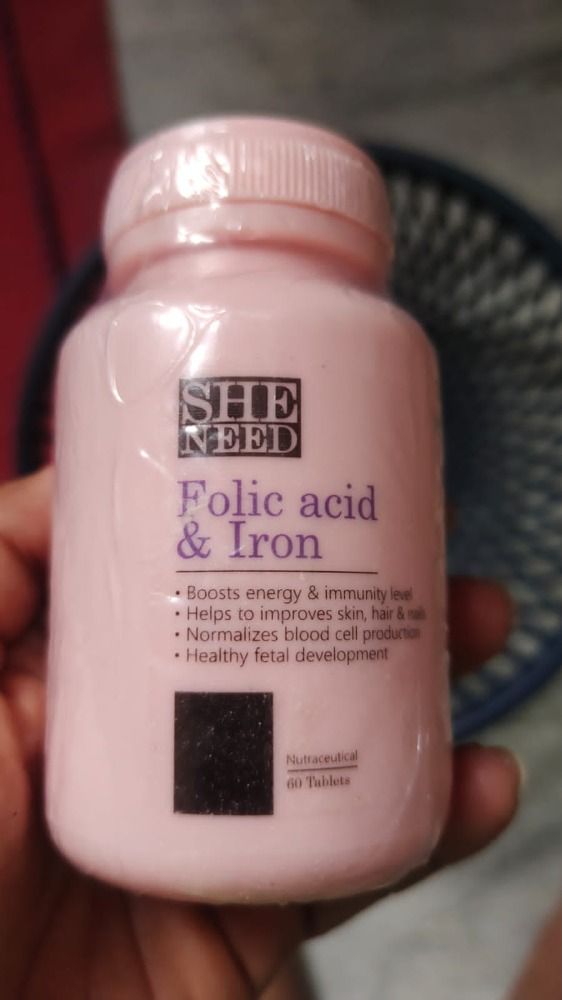 SHE
NEED
Folic acid
& Iron
• Boosts energy & immunity level
• Helps to improves skin, hair & nails
• Normalizes blood cell production
• Healthy fetal development
Nutraceutical
60 Tablets